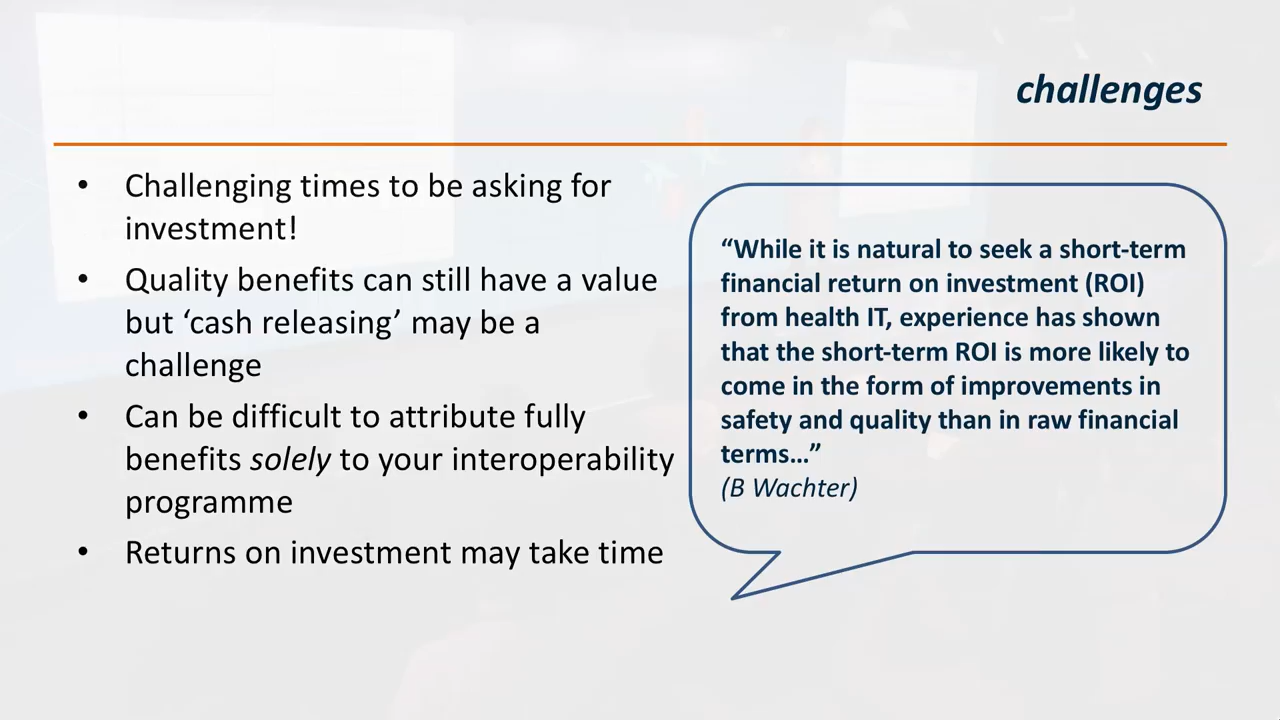 challenges
• Challenging times to be asking for
investment!
• Quality benefits can still have a value
but ‘cash releasing’ may be a
challenge
• Can be difficult to attribute fully
benefits solely to your interoperability
programme
• Returns on investment may take time
“While it is natural to seek a short-term
financial return on investment (ROI)
from health IT, experience has shown
that the short-term ROI is more likely to
come in the form of improvements in
safety and quality than in raw financial
terms…”
(B Wachter)